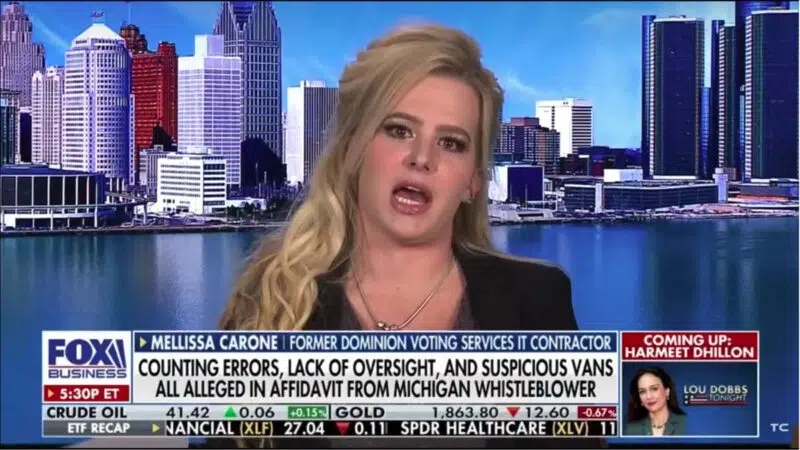 FOX
BUSINESS
MELLISSA CARONE | FORMER DOMINION VOTING SERVICES IT CONTRACTOR
COUNTING ERRORS, LACK OF OVERSIGHT, AND SUSPICIOUS VANS
ALL ALLEGED IN AFFIDAVIT FROM MICHIGAN WHISTLEBLOWER
FOX
BUSINESS
5:30P ET
COMING UP:
HARMEET DHILLON
LOU DOBBS
TONIGHT
CRUDE OIL 41.42 ▲ 0.06 +0.15% GOLD 1,863.80 ▼ 12.60 -0.67%
ETF RECAP NANCIAL (XLF) 27.04 ▼ 0.11 SPDR HEALTHCARE (XLV) 11
TC